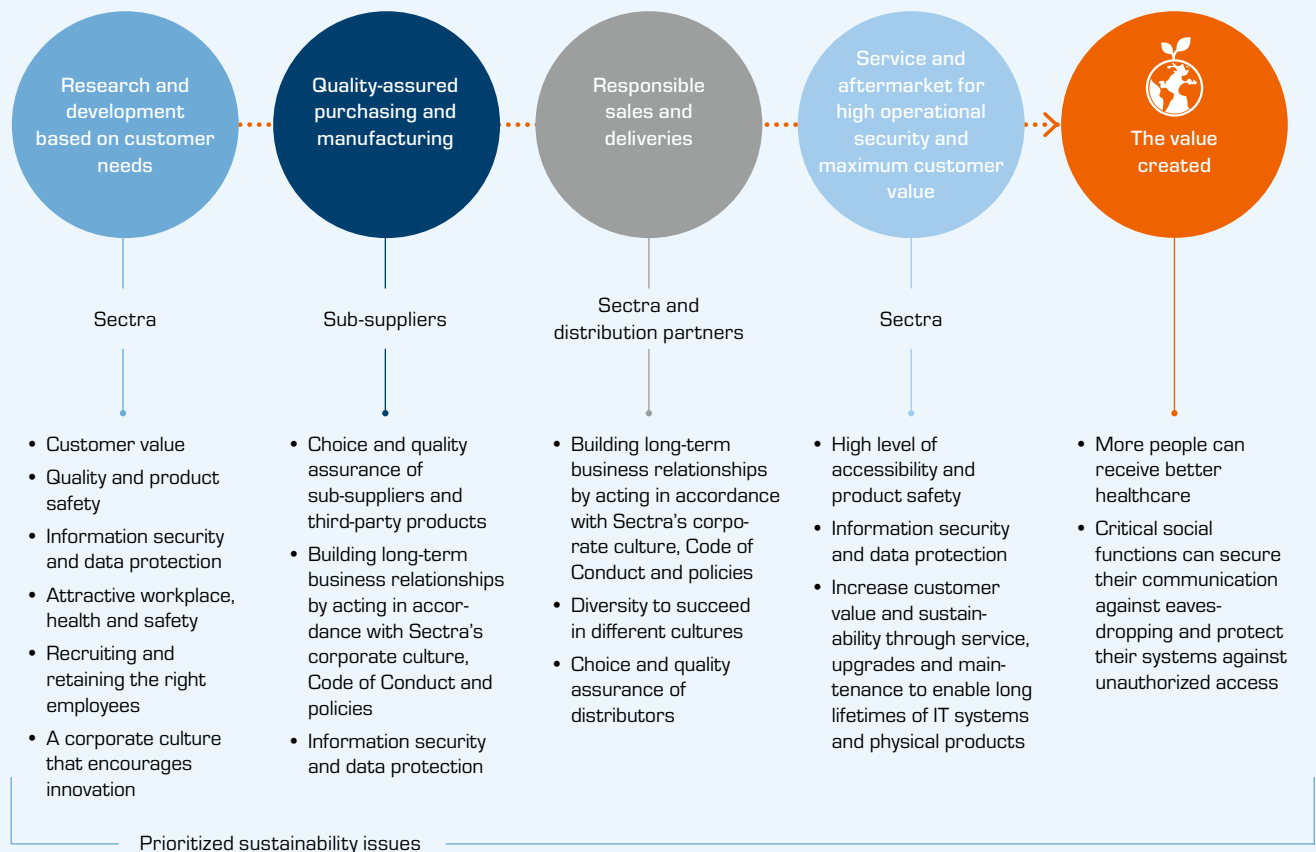 Research and
development
based on customer
needs
Quality-assured
purchasing and
manufacturing
Responsible
sales and
deliveries
Service and
aftermarket for
high operational
security and
maximum customer
value
The value
created
Sectra
Sub-suppliers
Sectra and
distribution partners
Sectra
• Customer value
• Quality and product
safety
• Information security
and data protection
• Attractive workplace,
health and safety
• Recruiting and
retaining the right
employees
• A corporate culture
that encourages
innovation
• Choice and quality
assurance of
sub-suppliers and
third-party products
• Building long-term
business relationships
by acting in accor-
dance with Sectra's
corporate culture,
Code of Conduct and
policies
• Information security
and data protection
• Building long-term
business relationships
by acting in accordance
with Sectra's corpo-
rate culture, Code of
Conduct and policies
• Diversity to succeed
in different cultures
• Choice and quality
assurance of
distributors
• High level of
accessibility and
product safety
• Information security
and data protection
• Increase customer
value and sustain-
ability through service,
upgrades and main-
tenance to enable long
lifetimes of IT systems
and physical products
• More people can
receive better
healthcare
• Critical social
functions can secure
their communication
against eaves-
dropping and protect
their systems against
unauthorized access
Prioritized sustainability issues